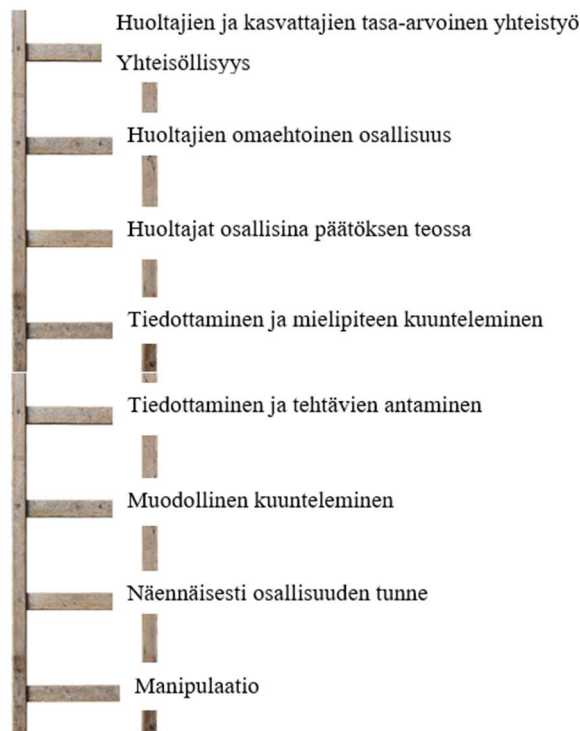 Huoltajien ja kasvattajien tasa-arvoinen yhteistyö
Yhteisöllisyys
Huoltajien omaehtoinen osallisuus
Huoltajat osallisina päätöksen teossa
Tiedottaminen ja mielipiteen kuunteleminen
Tiedottaminen ja tehtävien antaminen
Muodollinen kuunteleminen
Näennäisesti osallisuuden tunne
Manipulaatio